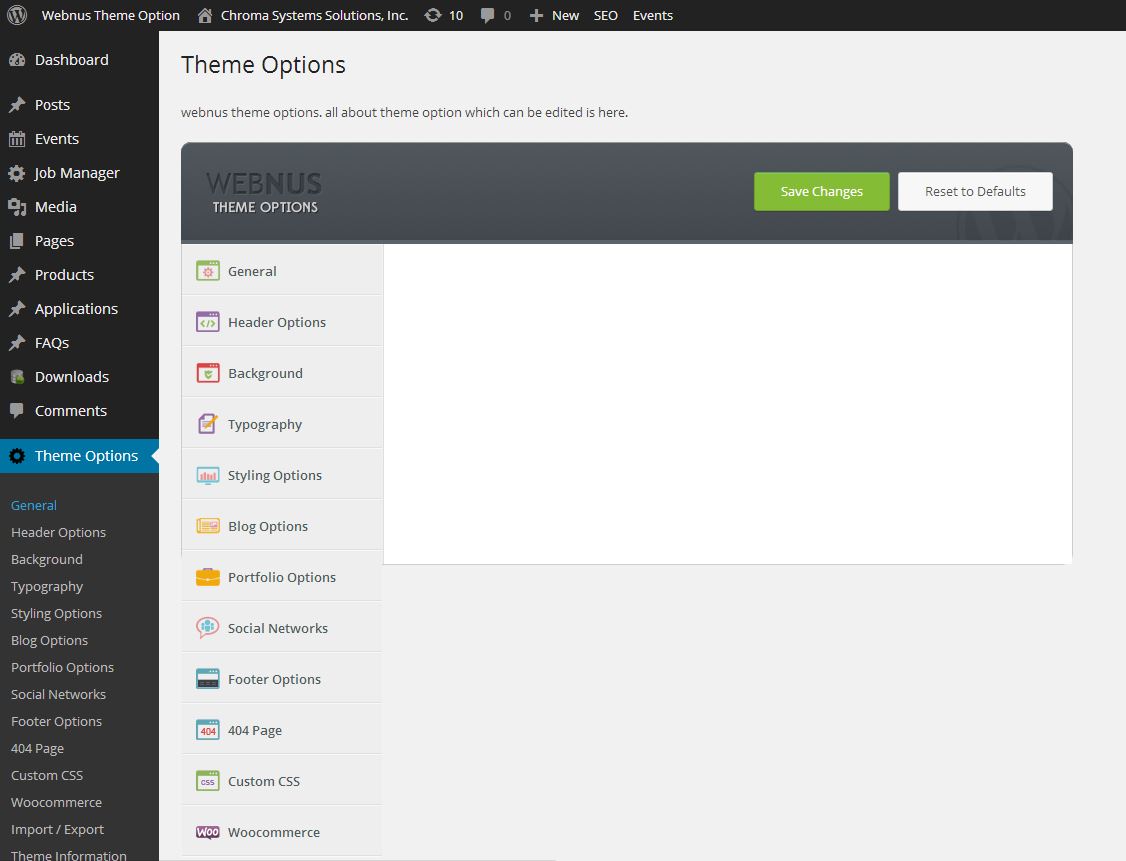 Webnus Theme Option Chroma Systems Solutions, Inc. 10 0 New SEO Events
Dashboard
Posts
Events
Job Manager
Media
Pages
Products
Applications
FAQs
Downloads
Comments
Theme Options
General
Header Options
Background
Typography
Styling Options
Blog Options
Portfolio Options
Social Networks
Footer Options
404 Page
Custom CSS
Woocommerce
Import / Export
Theme Information
Theme Options
webnus theme options. all about theme option which can be edited is here.
WEBNUS
THEME OPTIONS
Save Changes
Reset to Defaults
General
Header Options
Background
Typography
Styling Options
Blog Options
Portfolio Options
Social Networks
Footer Options
404 404 Page
CSS Custom CSS
Woo Woocommerce